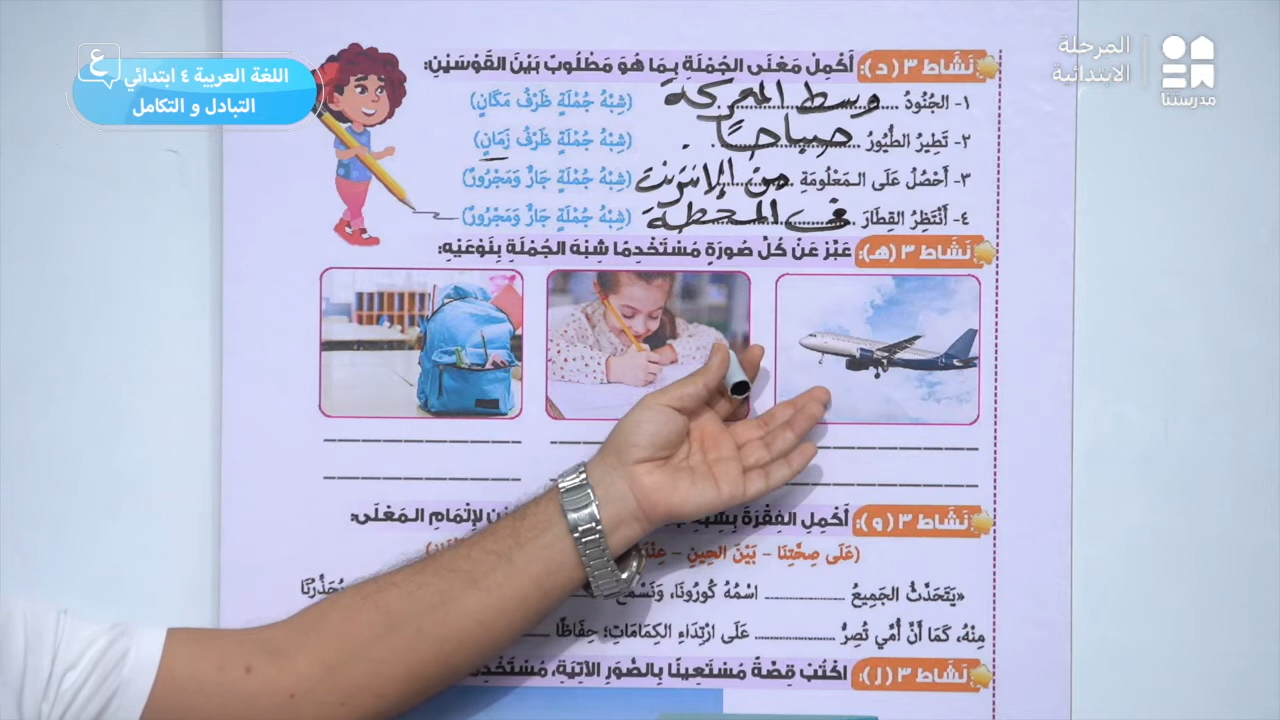 المرحلة
الابتدائية
مدرستنا
ع
اللغة العربية ٤ ابتدائي
التبادل و التكامل
نَشَاط ٣ (د): أَكْمِلْ مَعْنَى الجُمْلَةِ بِمَا هُوَ مَطْلُوبٌ بَيْنَ القَوْسَيْنِ:
١- الجُنُودُ وسط المعركة (شِبْهُ جُمْلَةٍ ظَرْفُ مَكَانٍ)
٢- تَطِيرُ الطُّيُورُ صباحًا (شِبْهُ جُمْلَةٍ ظَرْفُ زَمَانٍ)
٣- أَحْصُلُ عَلَى الـمَعْلُومَةِ من الإنترنت (شِبْهُ جُمْلَةٍ جَارٌّ وَمَجْرُورٌ)
٤- أَنْتَظِرُ القِطَارَ في المحطة (شِبْهُ جُمْلَةٍ جَارٌّ وَمَجْرُورٌ)
نَشَاط ٣ (هـ): عَبِّرْ عَنْ كُلِّ صُورَةٍ مُسْتَخْدِمًا شِبْهَ الجُمْلَةِ بِنَوْعَيْهِ:
نَشَاط ٣ (و): أَكْمِلِ الفِقْرَةَ بِشِبْهِ لِإِتْمَامِ الـمَعْنَى:
(عَلَى صِحَّتِنَا - بَيْنَ الحِينِ -
«يَتَحَدَّثُ الجَمِيعُ .......... اسْمُهُ كُورُونَا، وَنَسْمَعُ يُحَذِّرُنَا
مِنْهُ، كَمَا أَنَّ أُمِّي تُصِرُّ .......... عَلَى ارْتِدَاءِ الكِمَامَاتِ؛ حِفَاظًا
نَشَاط ٣ (ز): اكْتُبْ قِصَّةً مُسْتَعِينًا بِالصُّوَرِ الآتِيَةِ،